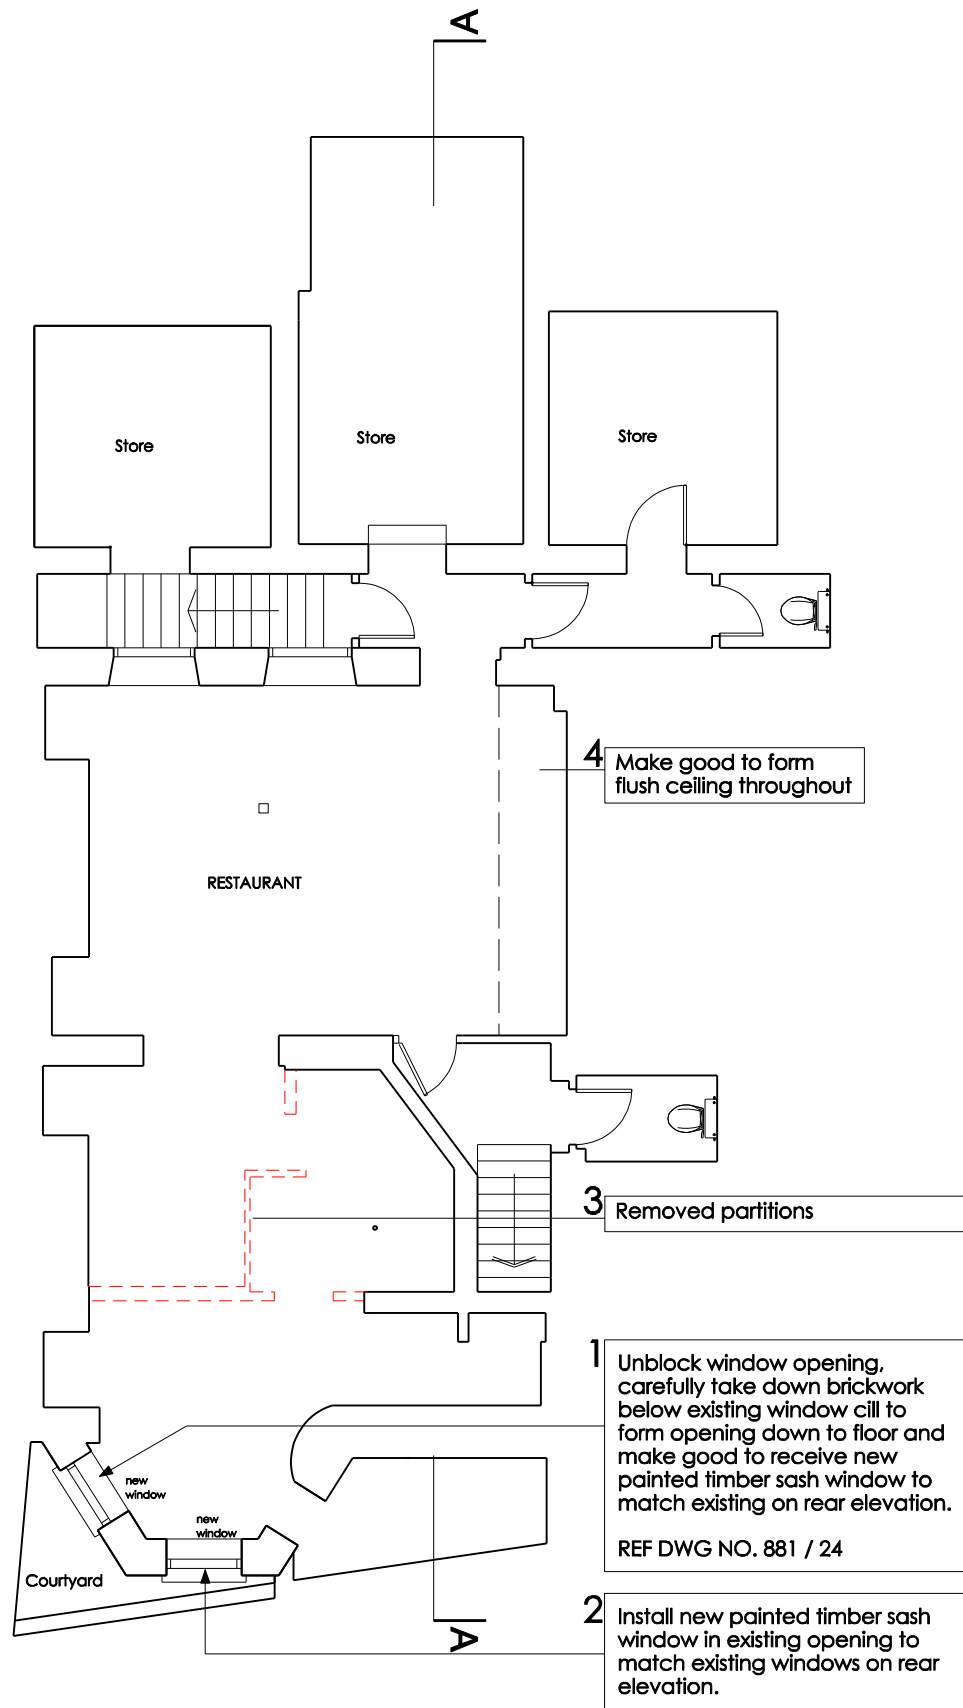 A
Store
Store
Store
4
Make good to form
flush ceiling throughout
RESTAURANT
3
Removed partitions
1
Unblock window opening,
carefully take down brickwork
below existing window cill to
form opening down to floor and
make good to receive new
painted timber sash window to
match existing on rear elevation.
REF DWG NO. 881 / 24
new
window
new
window
Courtyard
2
Install new painted timber sash
window in existing opening to
match existing windows on rear
elevation.
A